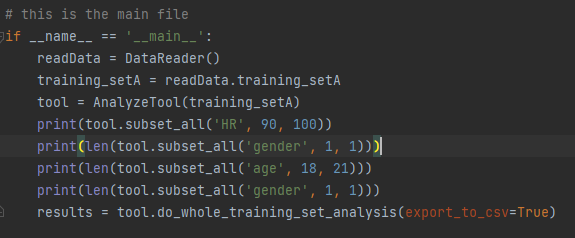 # this is the main file
if __name__ == '__main__':
    readData = DataReader()
    training_setA = readData.training_setA
    tool = AnalyzeTool(training_setA)
    print(tool.subset_all('HR', 90, 100))
    print(len(tool.subset_all('gender', 1, 1)))
    print(len(tool.subset_all('age', 18, 21)))
    print(len(tool.subset_all('gender', 1, 1)))
    results = tool.do_whole_training_set_analysis(export_to_csv=True)